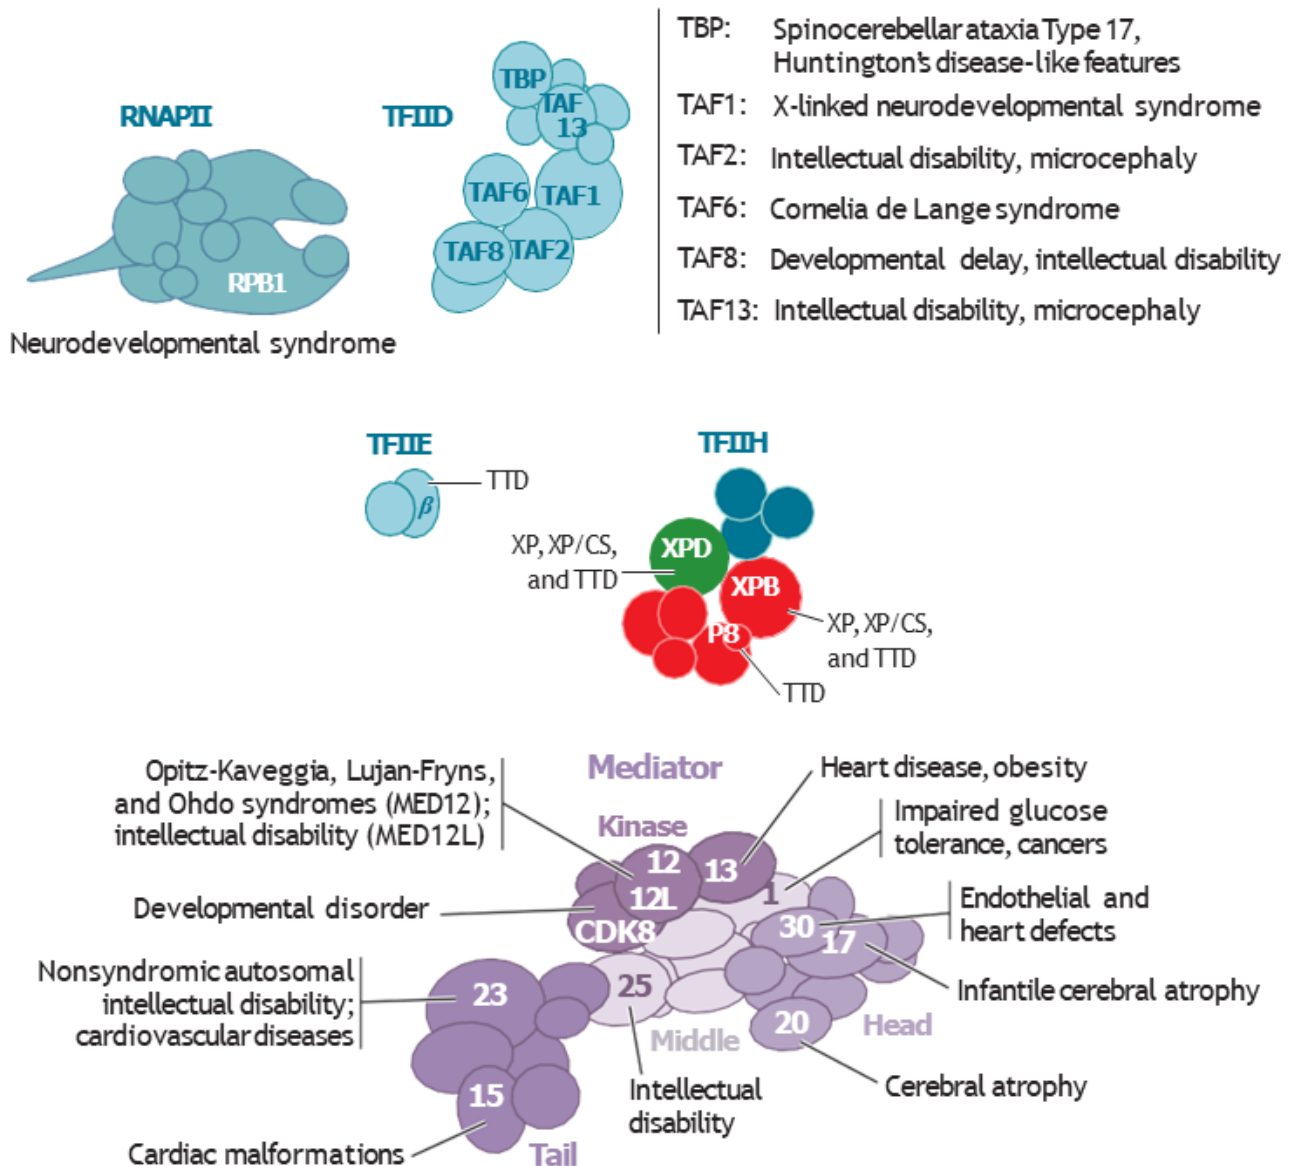 RNAPII
RPB1
Neurodevelopmental syndrome
TFIID
TBP
TAF
13
TAF6
TAF1
TAF8
TAF2
TBP: Spinocerebellar ataxia Type 17,
Huntington's disease-like features
TAF1: X-linked neurodevelopmental syndrome
TAF2: Intellectual disability, microcephaly
TAF6: Cornelia de Lange syndrome
TAF8: Developmental delay, intellectual disability
TAF13: Intellectual disability, microcephaly
TFIIE
β
TTD
TFIIH
XP, XP/CS,
and TTD
XPD
XPB
P8
XP, XP/CS,
and TTD
TTD
Mediator
Opitz-Kaveggia, Lujan-Fryns,
and Ohdo syndromes (MED12);
intellectual disability (MED12L)
Kinase
Heart disease, obesity
Impaired glucose
tolerance, cancers
12
12L
13
1
Developmental disorder
CDK8
30
17
Endothelial and
heart defects
Nonsyndromic autosomal
intellectual disability;
cardiovascular diseases
23
25
Infantile cerebral atrophy
20
Middle
Head
Intellectual
disability
Cerebral atrophy
15
Cardiac malformations
Tail